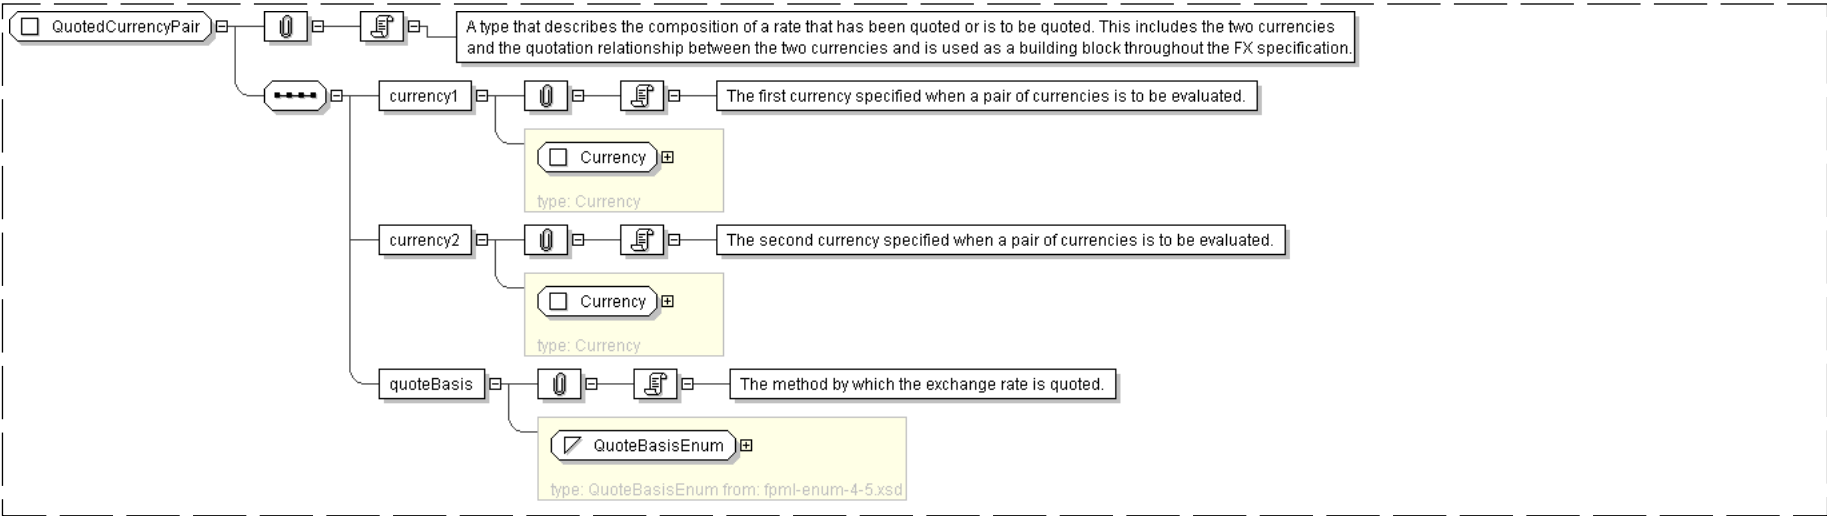 QuotedCurrencyPair
A type that describes the composition of a rate that has been quoted or is to be quoted. This includes the two currencies
and the quotation relationship between the two currencies and is used as a building block throughout the FX specification.
currency1
The first currency specified when a pair of currencies is to be evaluated.
Currency
type: Currency
currency2
The second currency specified when a pair of currencies is to be evaluated.
Currency
type: Currency
quoteBasis
The method by which the exchange rate is quoted.
QuoteBasisEnum
type: QuoteBasisEnum from: fpml-enum-4-5.xsd